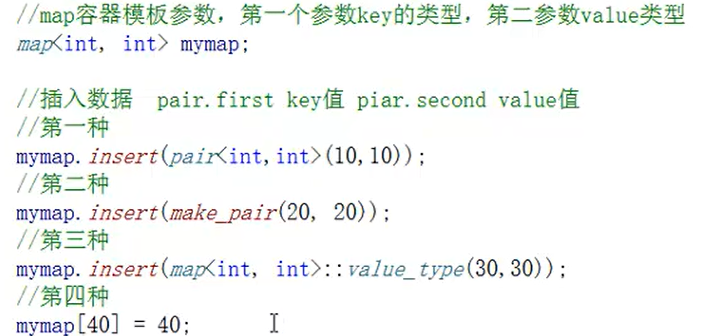 //map容器模板参数，第一个参数key的类型，第二参数value类型
map<int, int> mymap;
//插入数据  pair.first key值 piar.second value值
//第一种
mymap.insert(pair<int,int>(10,10));
//第二种
mymap.insert(make_pair(20, 20));
//第三种
mymap.insert(map<int, int>::value_type(30,30));
//第四种
mymap[40] = 40;